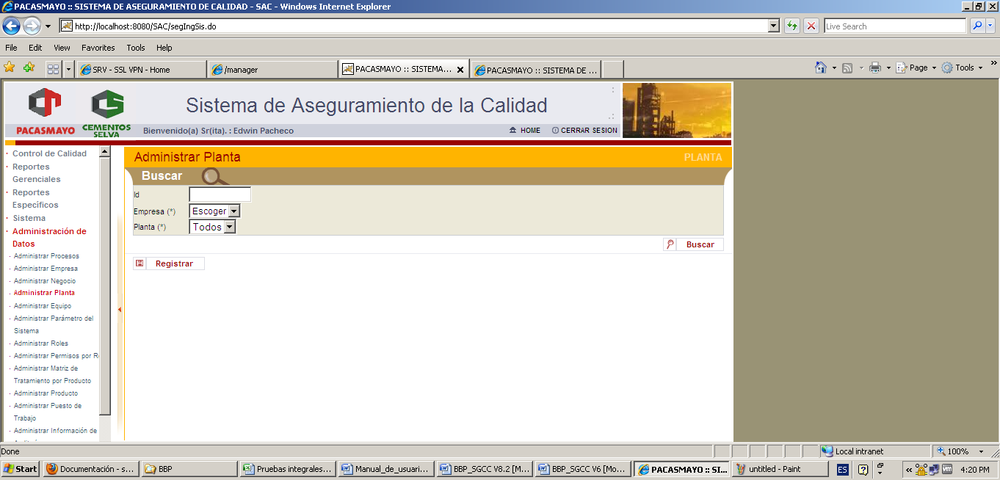 PACASMAYO :: SISTEMA DE ASEGURAMIENTO DE CALIDAD - SAC - Windows Internet Explorer
http://localhost:8080/SAC/segIngSis.do
Live Search
File Edit View Favorites Tools Help
SRV - SSL VPN - Home
/manager
PACASMAYO :: SISTEMA...
PACASMAYO :: SISTEMA DE ...
Page
Tools
PACASMAYO
CEMENTOS
SELVA
Sistema de Aseguramiento de la Calidad
Bienvenido(a) Sr(ita). : Edwin Pacheco
HOME
CERRAR SESION
· Control de Calidad
· Reportes
Gerenciales
· Reportes
Específicos
· Sistema
· Administración de
Datos
· Administrar Procesos
· Administrar Empresa
· Administrar Negocio
· Administrar Planta
· Administrar Equipo
· Administrar Parámetro del
Sistema
· Administrar Roles
· Administrar Permisos por R
· Administrar Matriz de
Tratamiento por Producto
· Administrar Producto
· Administrar Puesto de
Trabajo
· Administrar Información de
Administrar Planta
PLANTA
Buscar
Id
Empresa (*) Escoger
Planta (*) Todos
Buscar
Registrar
Done
Local intranet
100%
Start
Documentación - s...
BBP
Pruebas integrales...
Manual_de_usuari...
BBP_SGCC V8.2 [M...
BBP_SGCC V6 [Mo...
PACASMAYO :: SI...
untitled - Paint
ES
4:20 PM